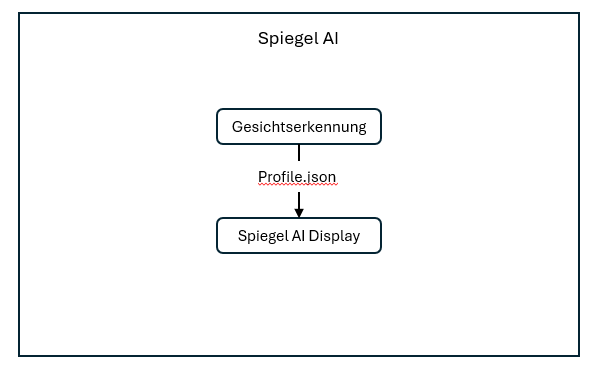 Spiegel AI
Gesichtserkennung
Profile.json
Spiegel AI Display